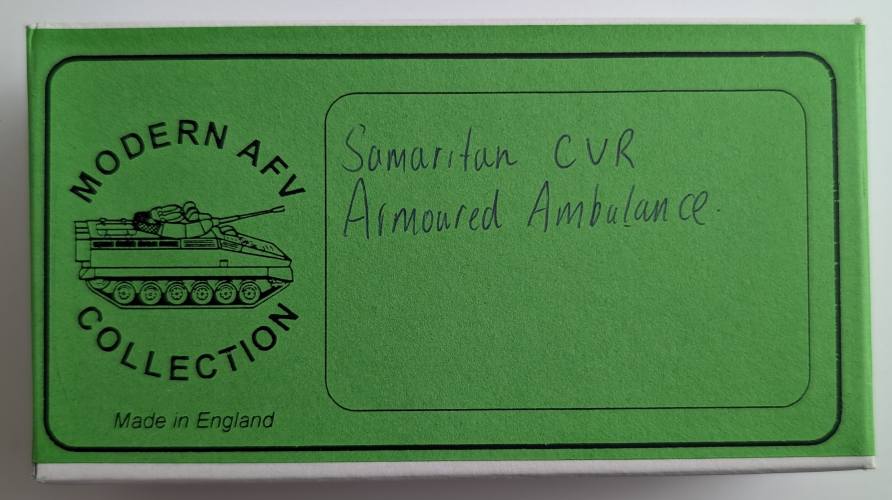 MODERN AFV
COLLECTION
Made in England
Samaritan CVR
Armoured Ambulance.